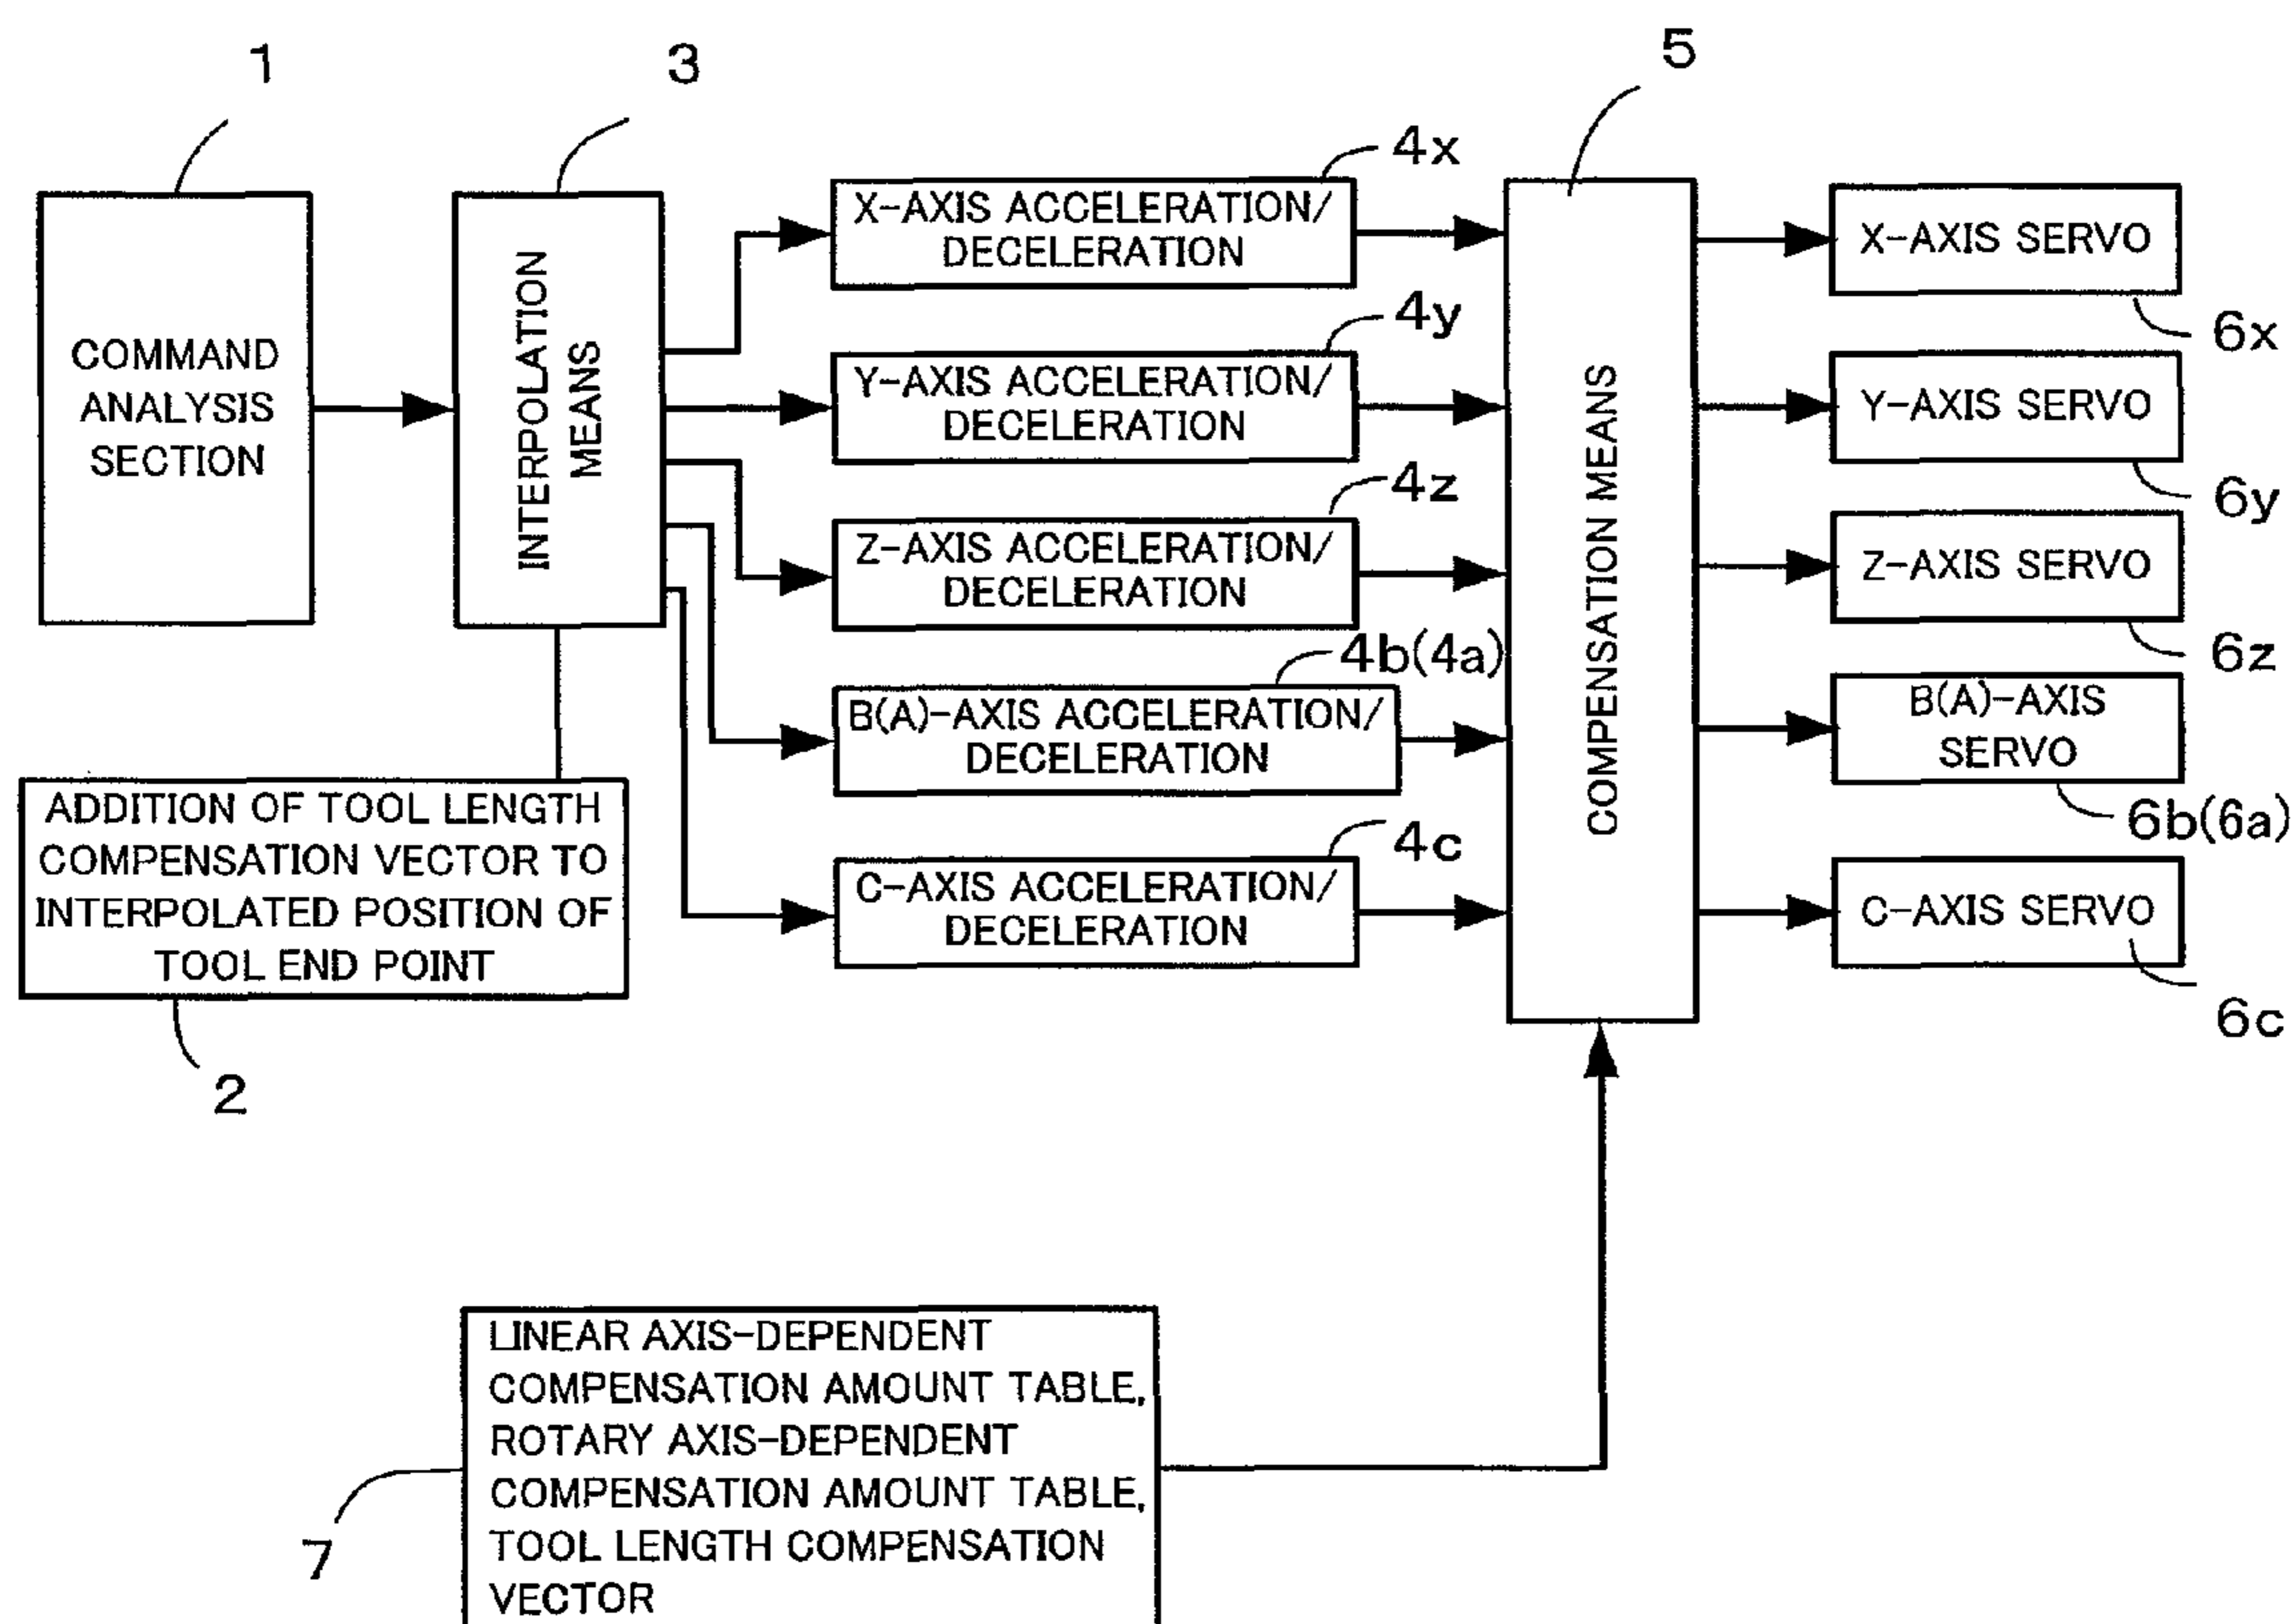 1
3
5
COMMAND
ANALYSIS
SECTION
INTERPOLATION
MEANS
ADDITION OF TOOL LENGTH
COMPENSATION VECTOR TO
INTERPOLATED POSITION OF
TOOL END POINT
2
4x
X-AXIS ACCELERATION/
DECELERATION
4y
Y-AXIS ACCELERATION/
DECELERATION
4z
Z-AXIS ACCELERATION/
DECELERATION
4b(4a)
B(A)-AXIS ACCELERATION/
DECELERATION
4c
C-AXIS ACCELERATION/
DECELERATION
COMPENSATION MEANS
X-AXIS SERVO
6x
Y-AXIS SERVO
6y
Z-AXIS SERVO
6z
B(A)-AXIS
SERVO
6b(6a)
C-AXIS SERVO
6c
LINEAR AXIS-DEPENDENT
COMPENSATION AMOUNT TABLE,
ROTARY AXIS-DEPENDENT
COMPENSATION AMOUNT TABLE,
TOOL LENGTH COMPENSATION
VECTOR
7